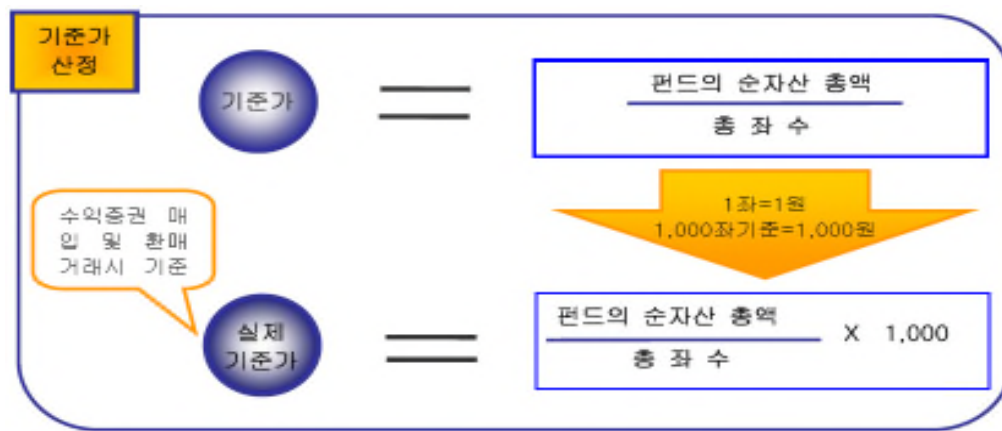 기준가
산정
기준가
펀드의 순자산 총액
총 좌 수
1좌=1원
1,000좌기준=1,000원
수익증권 매
입 및 환매
거래시 기준
실제
기준가
펀드의 순자산 총액
총 좌 수
X 1,000